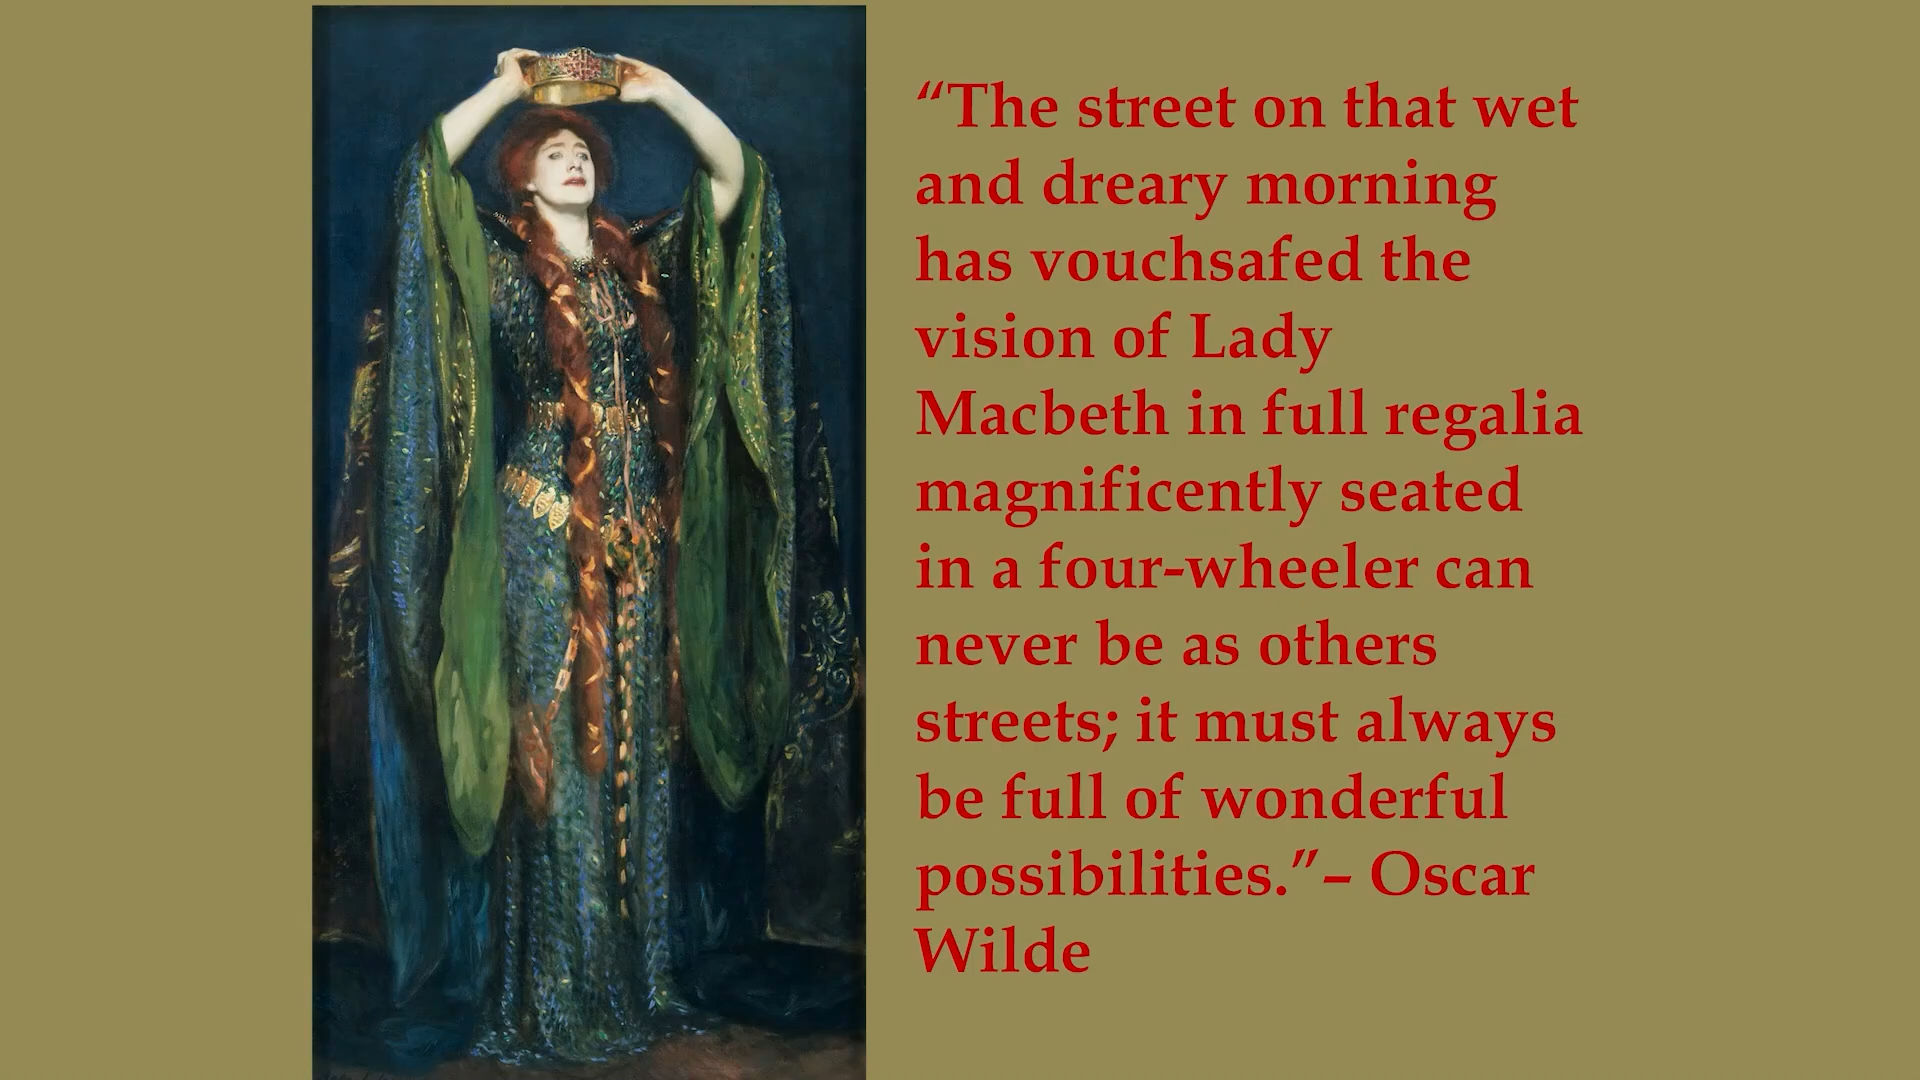 “The street on that wet
and dreary morning
has vouchsafed the
vision of Lady
Macbeth in full regalia
magnificently seated
in a four-wheeler can
never be as others
streets; it must always
be full of wonderful
possibilities.”– Oscar
Wilde